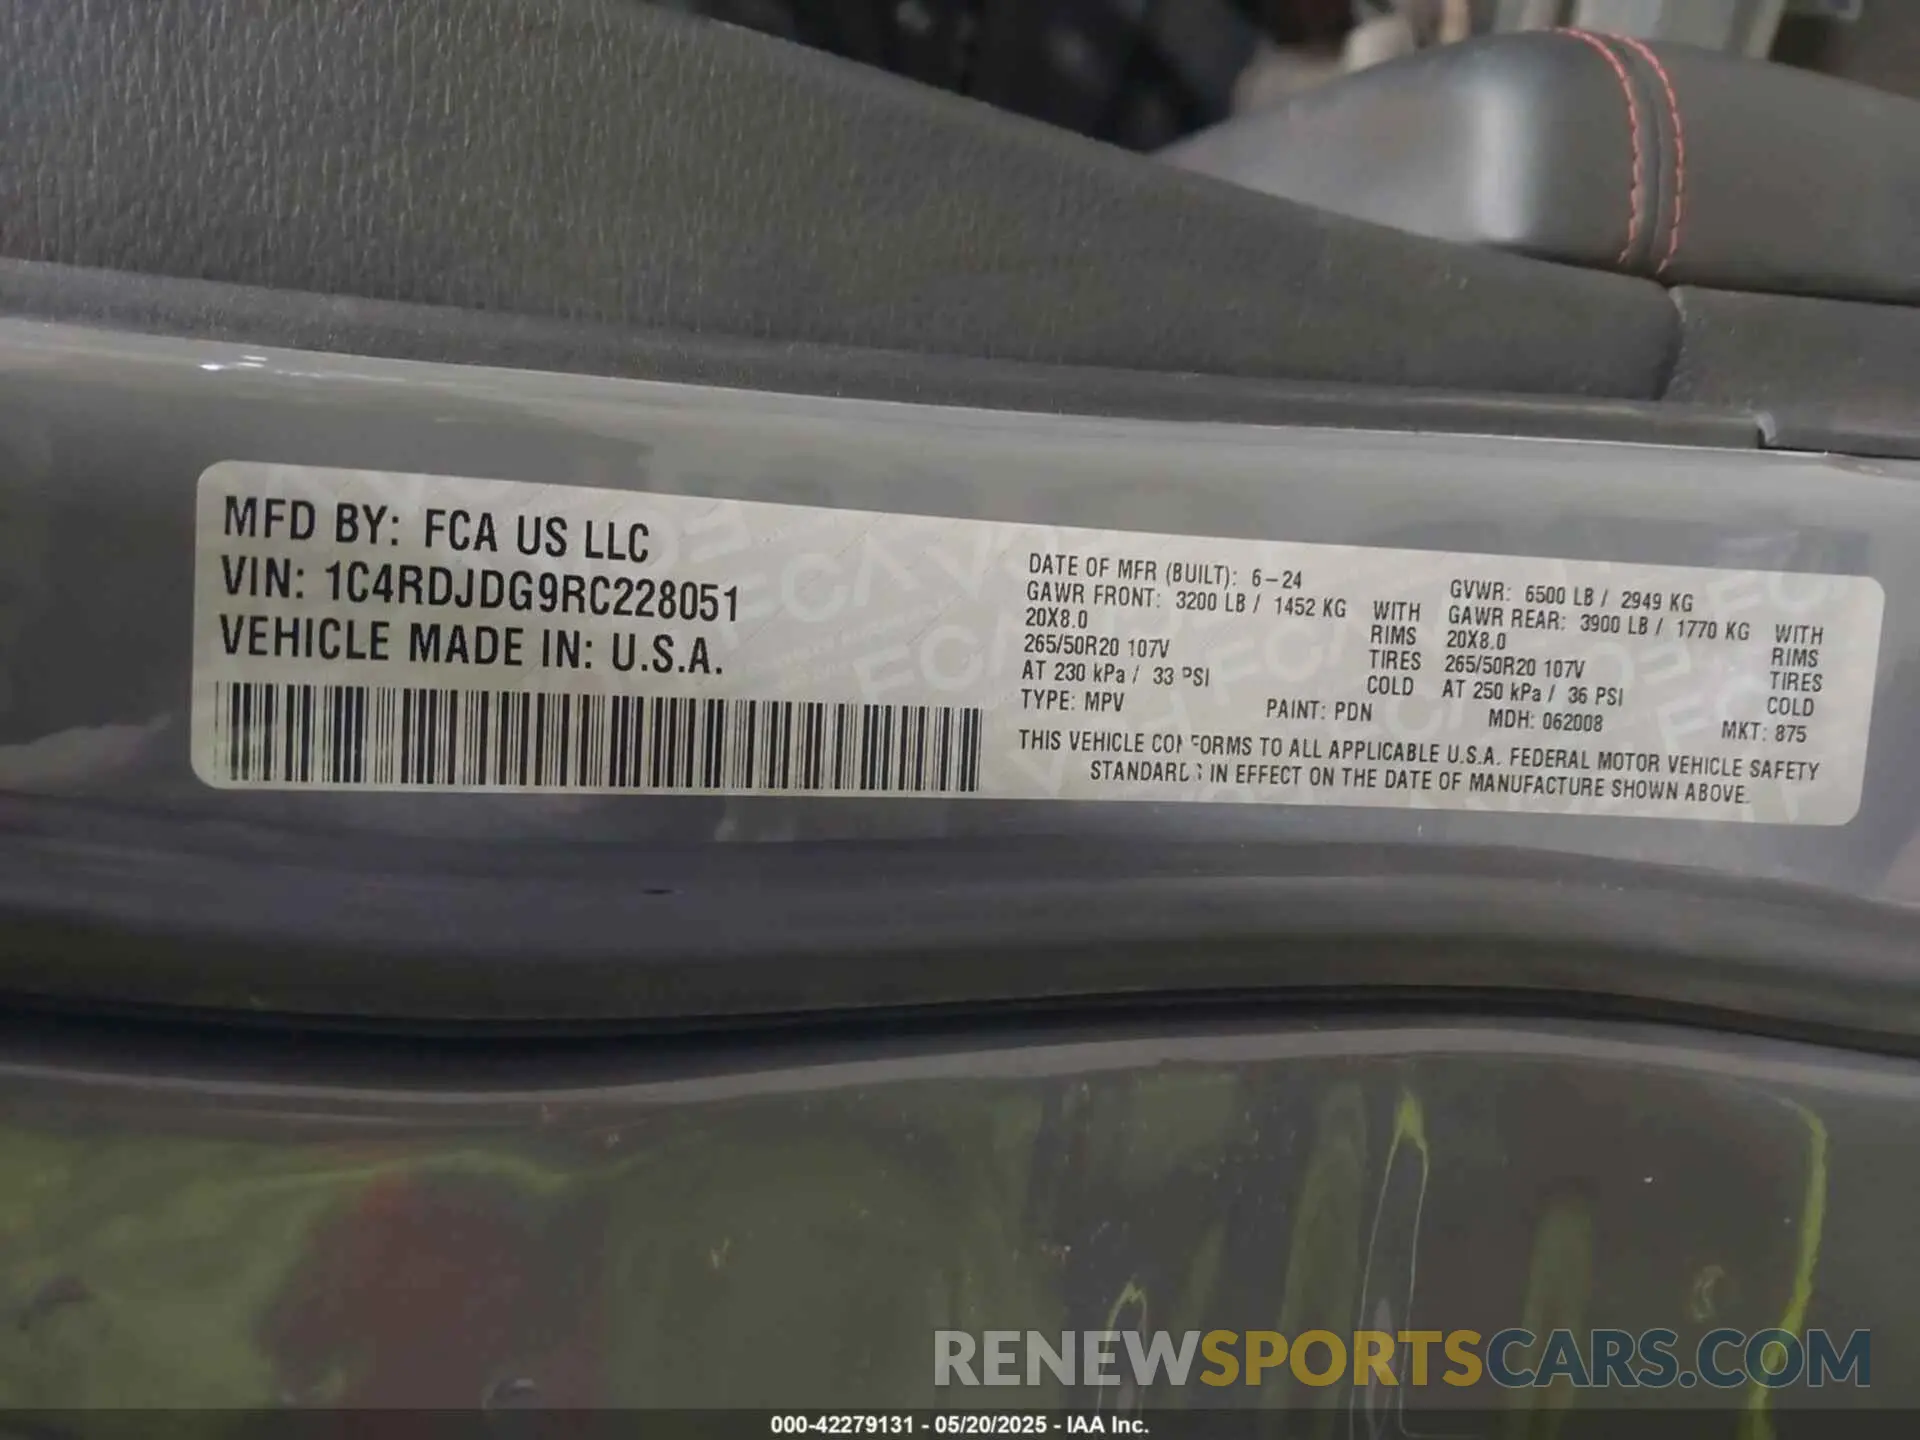 MFD BY: FCA US LLC
VIN: 1C4RDJDG9RC228051
VEHICLE MADE IN: U.S.A.
DATE OF MFR (BUILT): 6-24
GVWR: 6500 LB / 2949 KG
GAWR FRONT: 3200 LB / 1452 KG WITH
20X8.0 RIMS
265/50R20 107V TIRES
AT 230 kPa / 33 PSI COLD
GAWR REAR: 3900 LB / 1770 KG WITH
20X8.0 RIMS
265/50R20 107V TIRES
AT 250 kPa / 36 PSI COLD
TYPE: MPV PAINT: PDN MDH: 062008 MKT: 875
THIS VEHICLE CONFORMS TO ALL APPLICABLE U.S.A. FEDERAL MOTOR VEHICLE SAFETY
STANDARDS IN EFFECT ON THE DATE OF MANUFACTURE SHOWN ABOVE.
RENEWSPORTSCARS.COM
000-42279131 - 05/20/2025 - IAA Inc.